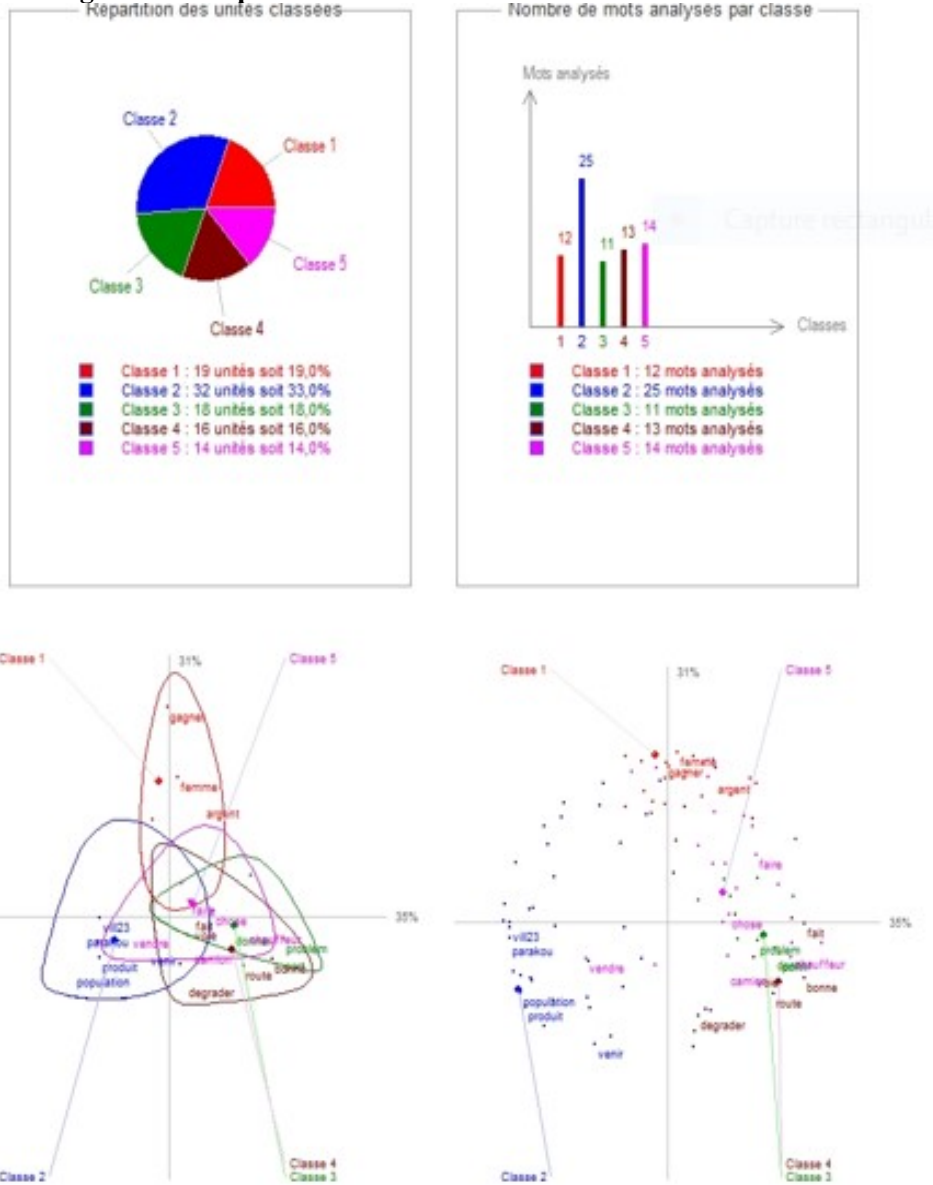 Répartition des unités classées
Classe 2
Classe 1
Classe 5
Classe 3
Classe 4
Classe 1 : 19 unités soit 19,0%
Classe 2 : 32 unités soit 33,0%
Classe 3 : 18 unités soit 18,0%
Classe 4 : 16 unités soit 16,0%
Classe 5 : 14 unités soit 14,0%
Nombre de mots analysés par classe
Mots analysés
25
14
13
12
11
Capture rectangul
Classes
1 2 3 4 5
Classe 1 : 12 mots analysés
Classe 2 : 25 mots analysés
Classe 3 : 11 mots analysés
Classe 4 : 13 mots analysés
Classe 5 : 14 mots analysés
Classe 1
31%
Classe 5
gagner
femme
argent
35%
faire
chose
vill23
fait
parakou
vendre
chauffeur
problem
venir
produit
route
bonne
population
degrader
Classe 4
Classe 2
Classe 3
Classe 1
31%
Classe 5
femme
gagner
argent
faire
35%
chose
fait
vill23
parakou
problem
chauffeur
vendre
camion
bonne
population
route
produit
degrader
venir
Classe 4
Classe 2
Classe 3